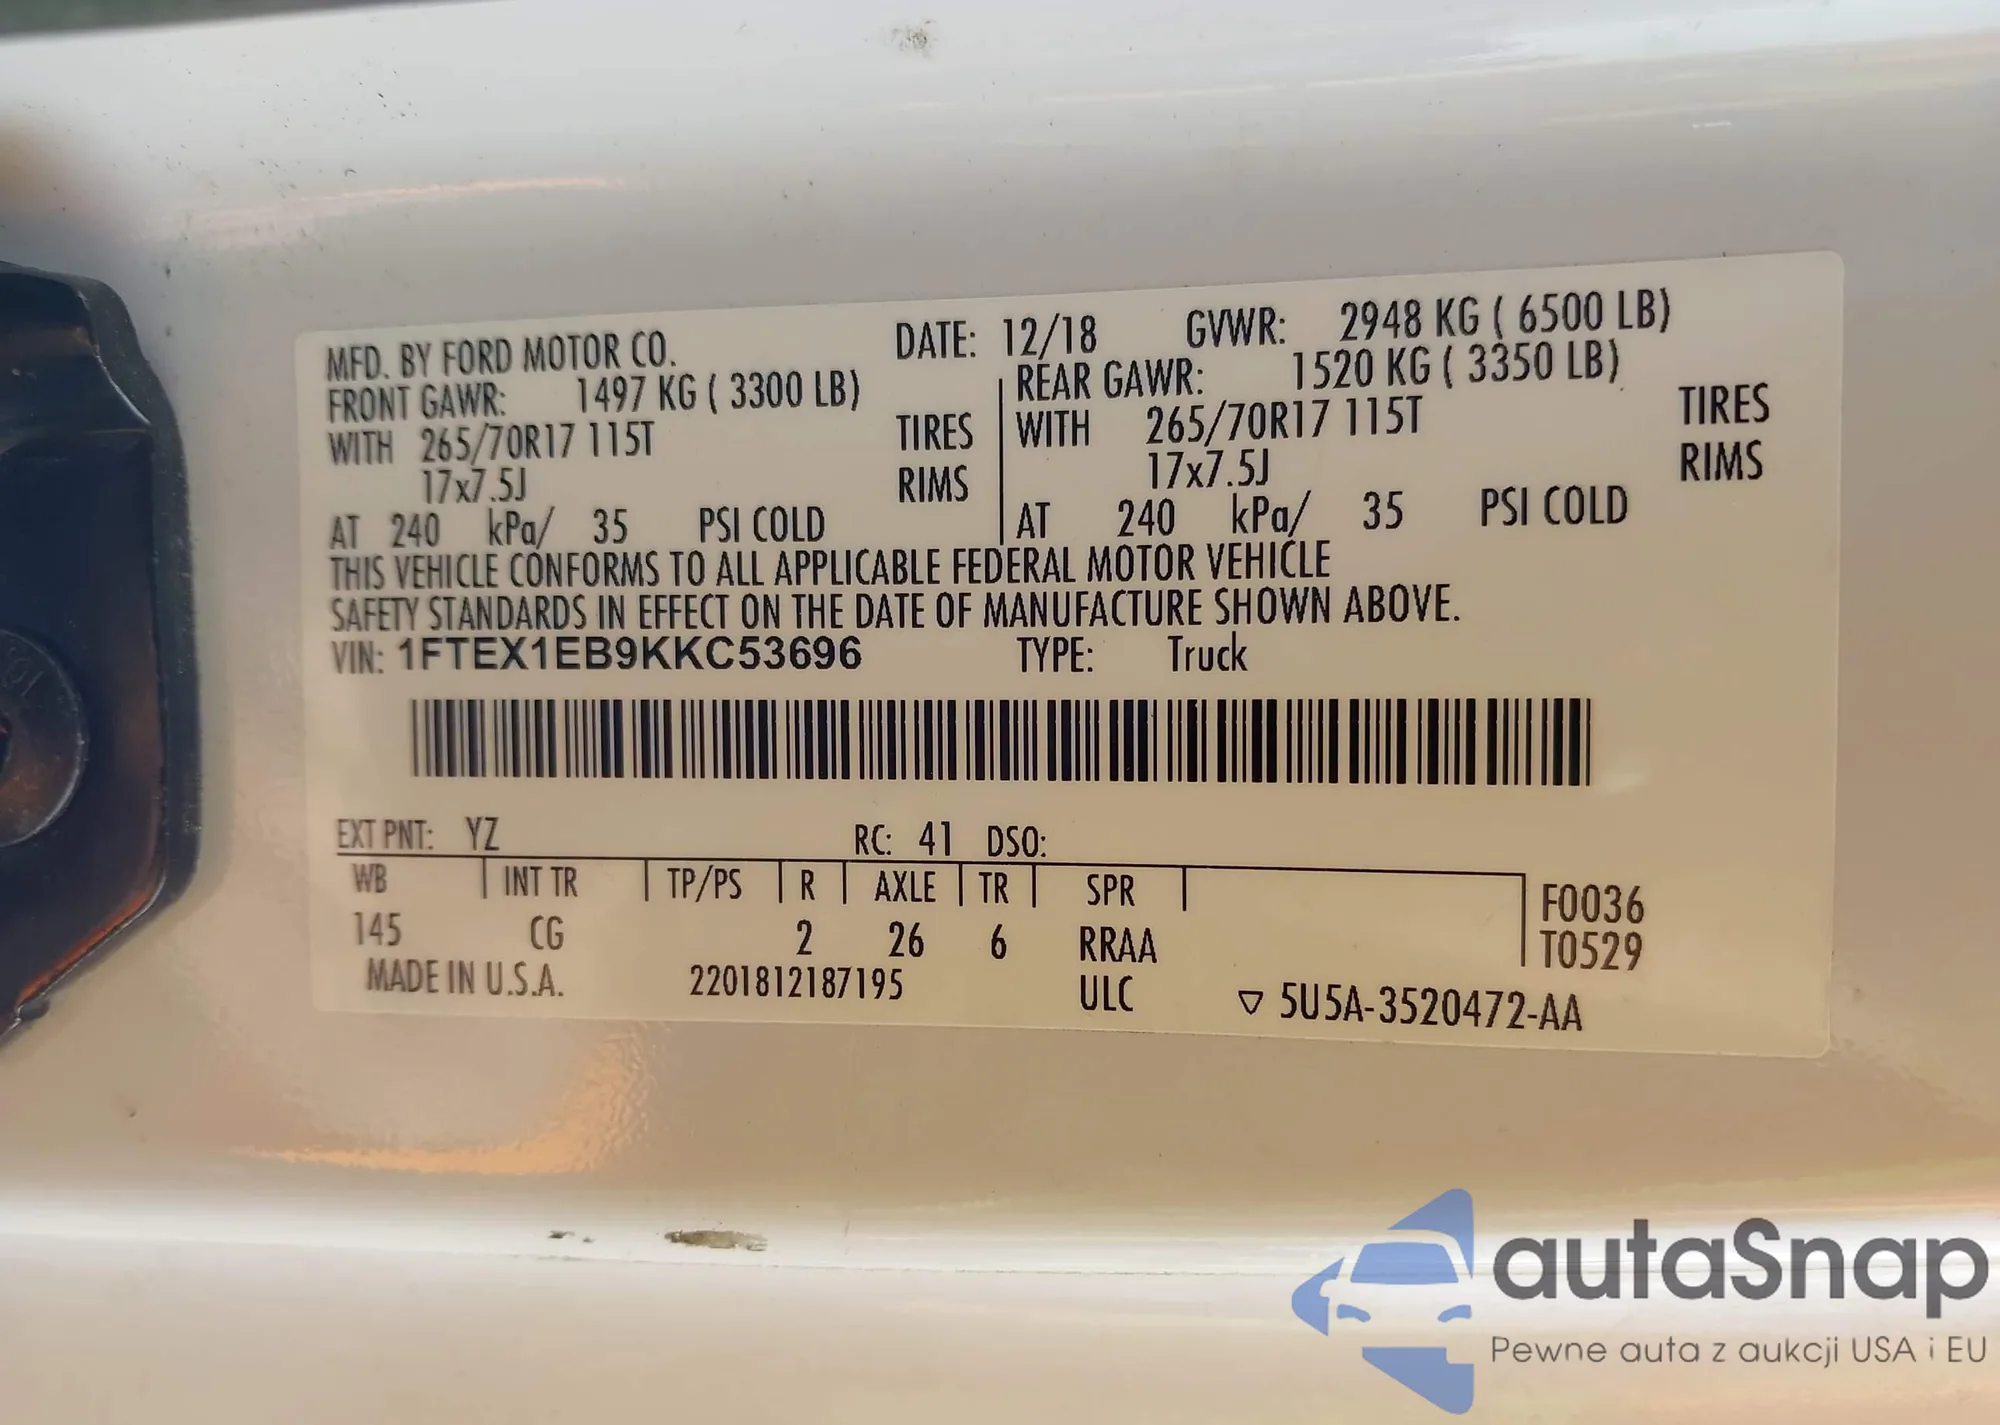 MFD. BY FORD MOTOR CO. DATE: 12/18 GVWR: 2948 KG ( 6500 LB)
FRONT GAWR: 1497 KG ( 3300 LB) REAR GAWR: 1520 KG ( 3350 LB)
WITH 265/70R17 115T TIRES WITH 265/70R17 115T TIRES
17x7.5J RIMS 17x7.5J RIMS
AT 240 kPa/ 35 PSI COLD AT 240 kPa/ 35 PSI COLD
THIS VEHICLE CONFORMS TO ALL APPLICABLE FEDERAL MOTOR VEHICLE
SAFETY STANDARDS IN EFFECT ON THE DATE OF MANUFACTURE SHOWN ABOVE.
VIN: 1FTEX1EB9KKC53696 TYPE: Truck
EXT PNT: YZ RC: 41 DSO:
WB INT TR TP/PS R AXLE TR SPR F0036
145 CG 2 26 6 RRAA T0529
MADE IN U.S.A. 2201812187195 ULC ▽ 5U5A-3520472-AA
autaSnap
Pewne auta z aukcji USA i EU